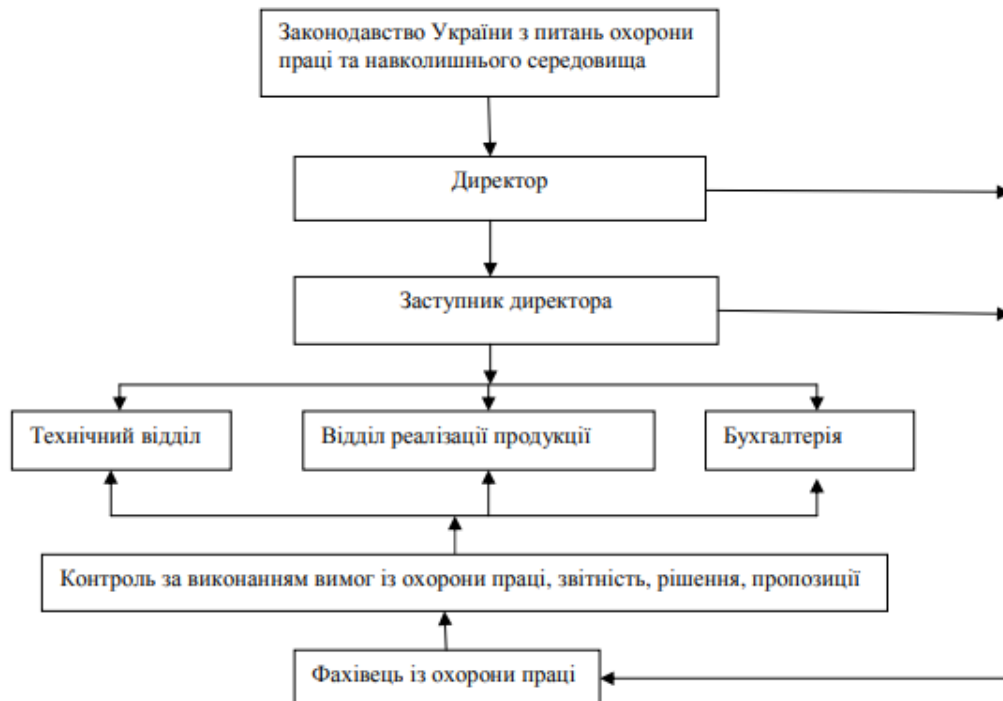 Законодавство України з питань охорони
праці та навколишнього середовища
Директор
Заступник директора
Технічний відділ
Відділ реалізації продукції
Бухгалтерія
Контроль за виконанням вимог із охорони праці, звітність, рішення, пропозиції
Фахівець із охорони праці